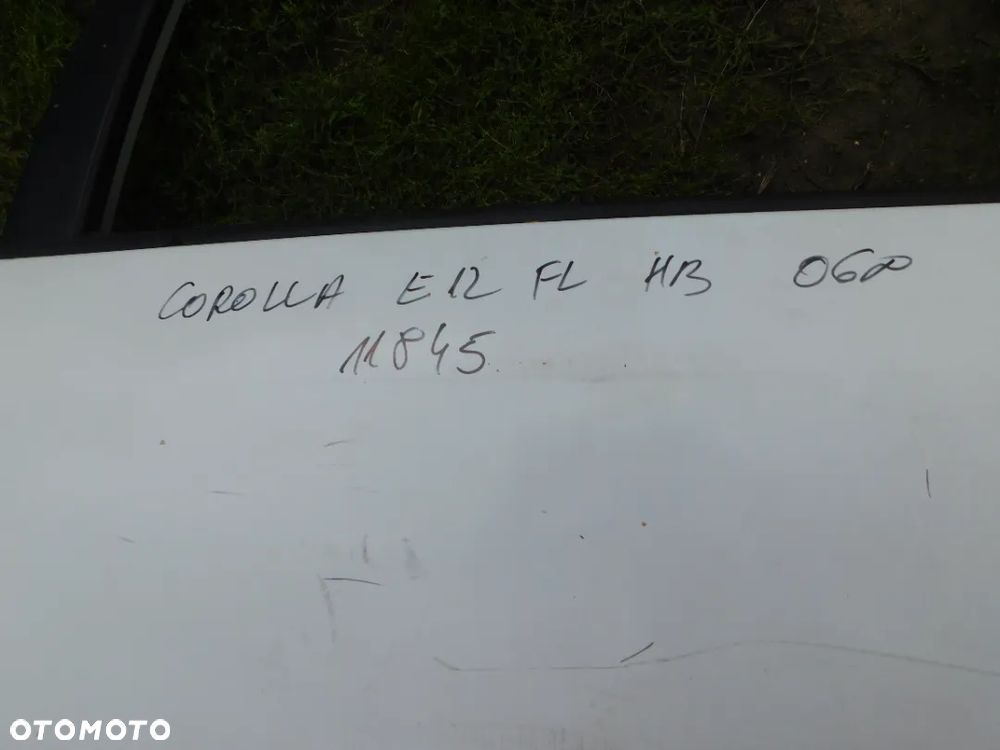 COROLLA E12 FL HB 060
11845
OTOMOTO